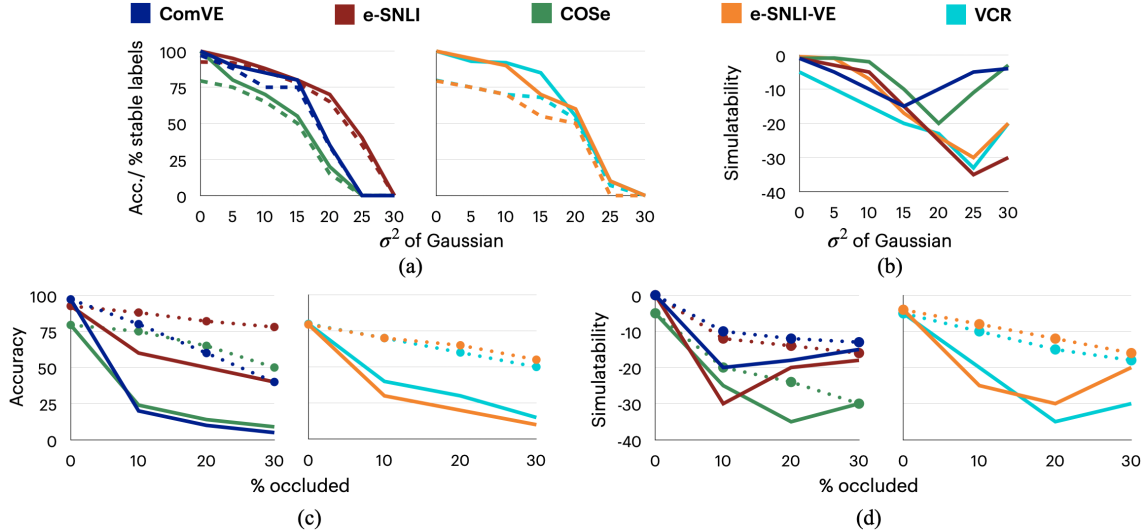 ComVE e-SNLI COSe e-SNLI-VE VCR
Acc./ % stable labels
100
75
50
25
0
0 5 10 15 20 25 30
0 5 10 15 20 25 30
σ² of Gaussian
(a)
Simulatability
-0
-10
-20
-30
-40
0 5 10 15 20 25 30
σ² of Gaussian
(b)
Accuracy
100
75
50
25
0
0 10 20 30
0 10 20 30
% occluded
(c)
Simulatability
-0
-10
-20
-30
-40
0 10 20 30
0 10 20 30
% occluded
(d)